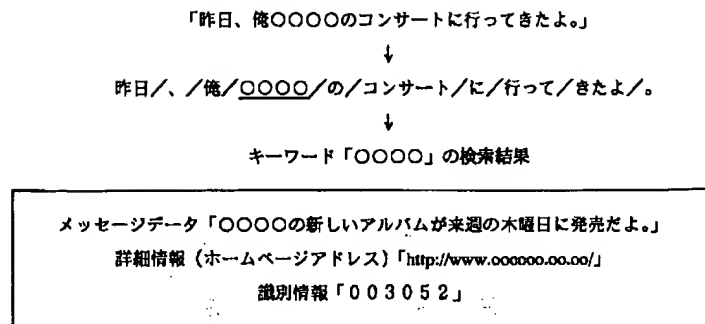 「昨日、俺○○○○のコンサートに行ってきたよ。」
↓
昨日／、／俺／○○○○／の／コンサート／に／行って／きたよ／。
↓
キーワード「○○○○」の検索結果
メッセージデータ「○○○○の新しいアルバムが来週の木曜日に発売だよ。」
詳細情報（ホームページアドレス）「http://www.oooooo.oo.oo/」
識別情報「００３０５２」